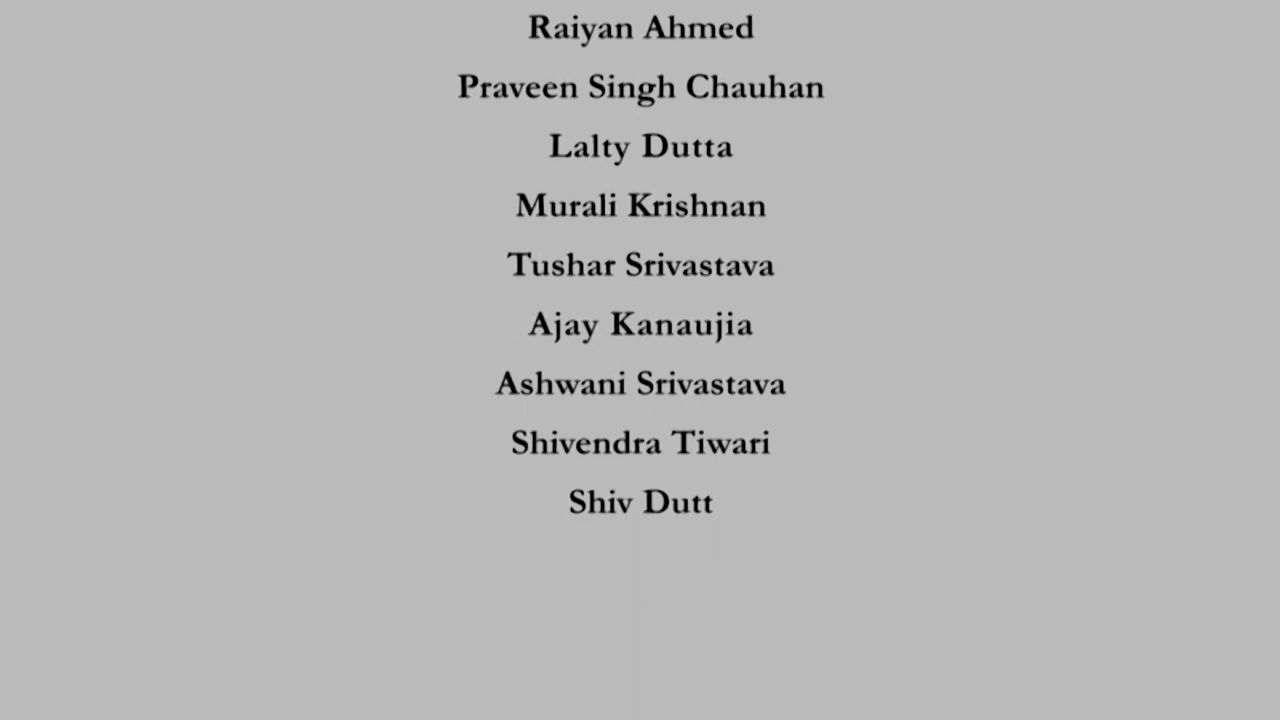 Raiyan Ahmed
Praveen Singh Chauhan
Lalty Dutta
Murali Krishnan
Tushar Srivastava
Ajay Kanaujia
Ashwani Srivastava
Shivendra Tiwari
Shiv Dutt